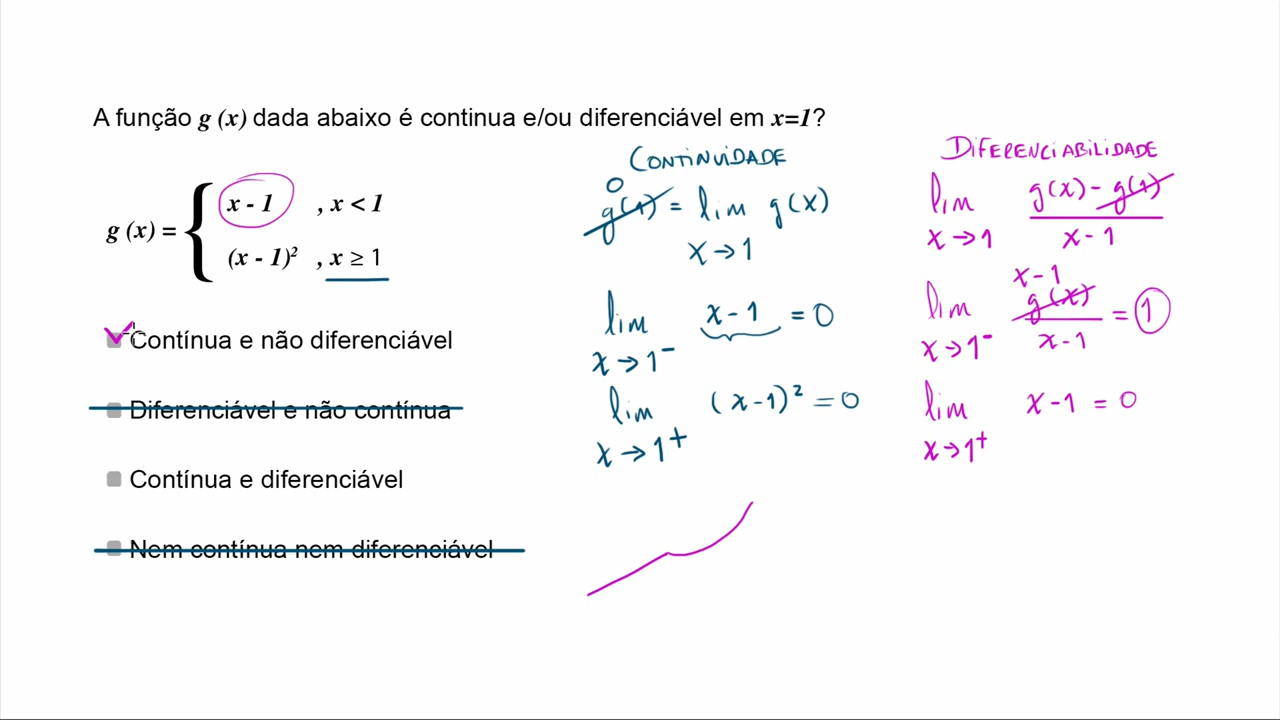 A função g (x) dada abaixo é continua e/ou diferenciável em x=1?
g (x) = { x - 1 , x < 1
(x - 1)² , x ≥ 1
Contínua e não diferenciável
Diferenciável e não contínua
Contínua e diferenciável
Nem contínua nem diferenciável
CONTINUIDADE
0
g(1) = lim g(x)
x→1
lim x-1 = 0
x→1⁻
lim (x-1)² = 0
x→1⁺
DIFERENCIABILIDADE
lim g(x) - g(1)
x→1 x-1
x-1
lim g(x) = 1
x→1⁻ x-1
lim x-1 = 0
x→1⁺